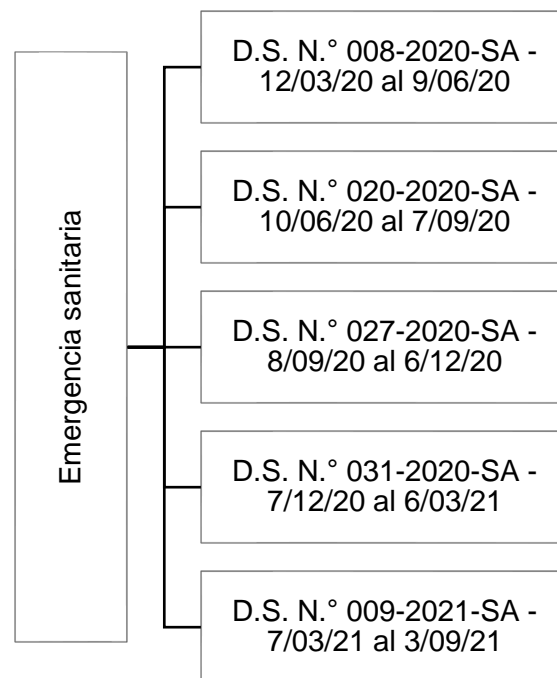 Emergencia sanitaria
D.S. N.° 008-2020-SA -
12/03/20 al 9/06/20
D.S. N.° 020-2020-SA -
10/06/20 al 7/09/20
D.S. N.° 027-2020-SA -
8/09/20 al 6/12/20
D.S. N.° 031-2020-SA -
7/12/20 al 6/03/21
D.S. N.° 009-2021-SA -
7/03/21 al 3/09/21